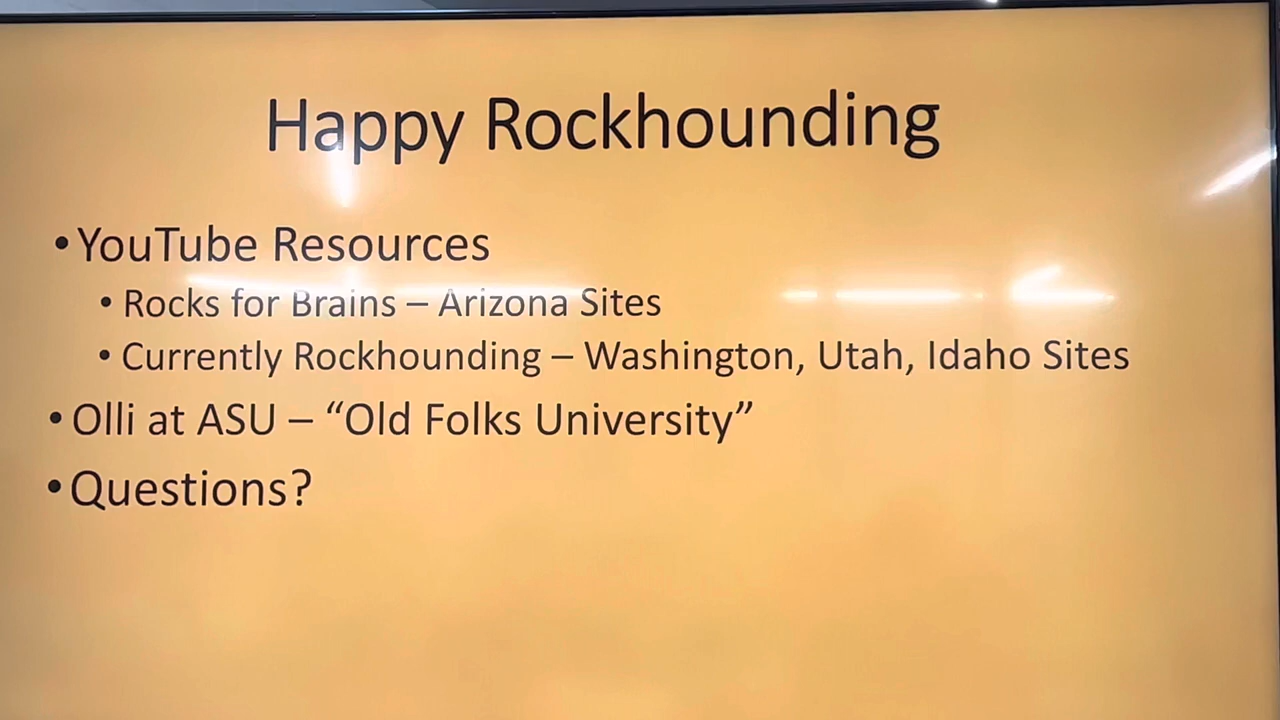 Happy Rockhounding
• YouTube Resources
• Rocks for Brains – Arizona Sites
• Currently Rockhounding – Washington, Utah, Idaho Sites
• Olli at ASU – “Old Folks University”
• Questions?